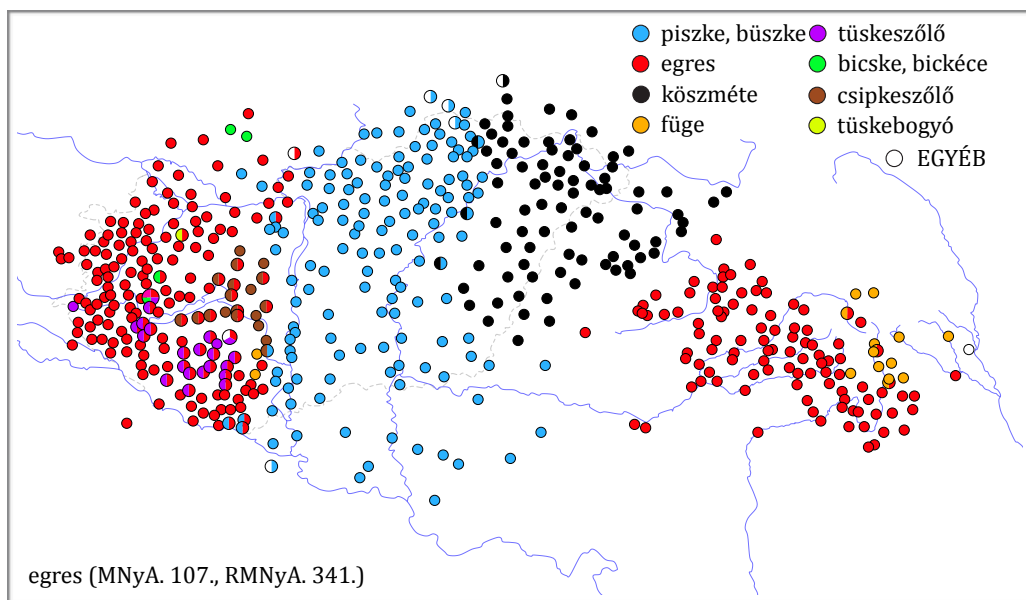 piszke, büszke
egres
köszméte
füge
tüskeszőlő
bicske, bickéce
csipkeszőlő
tüskebogyó
EGYÉB
egres (MNyA. 107., RMNyA. 341.)